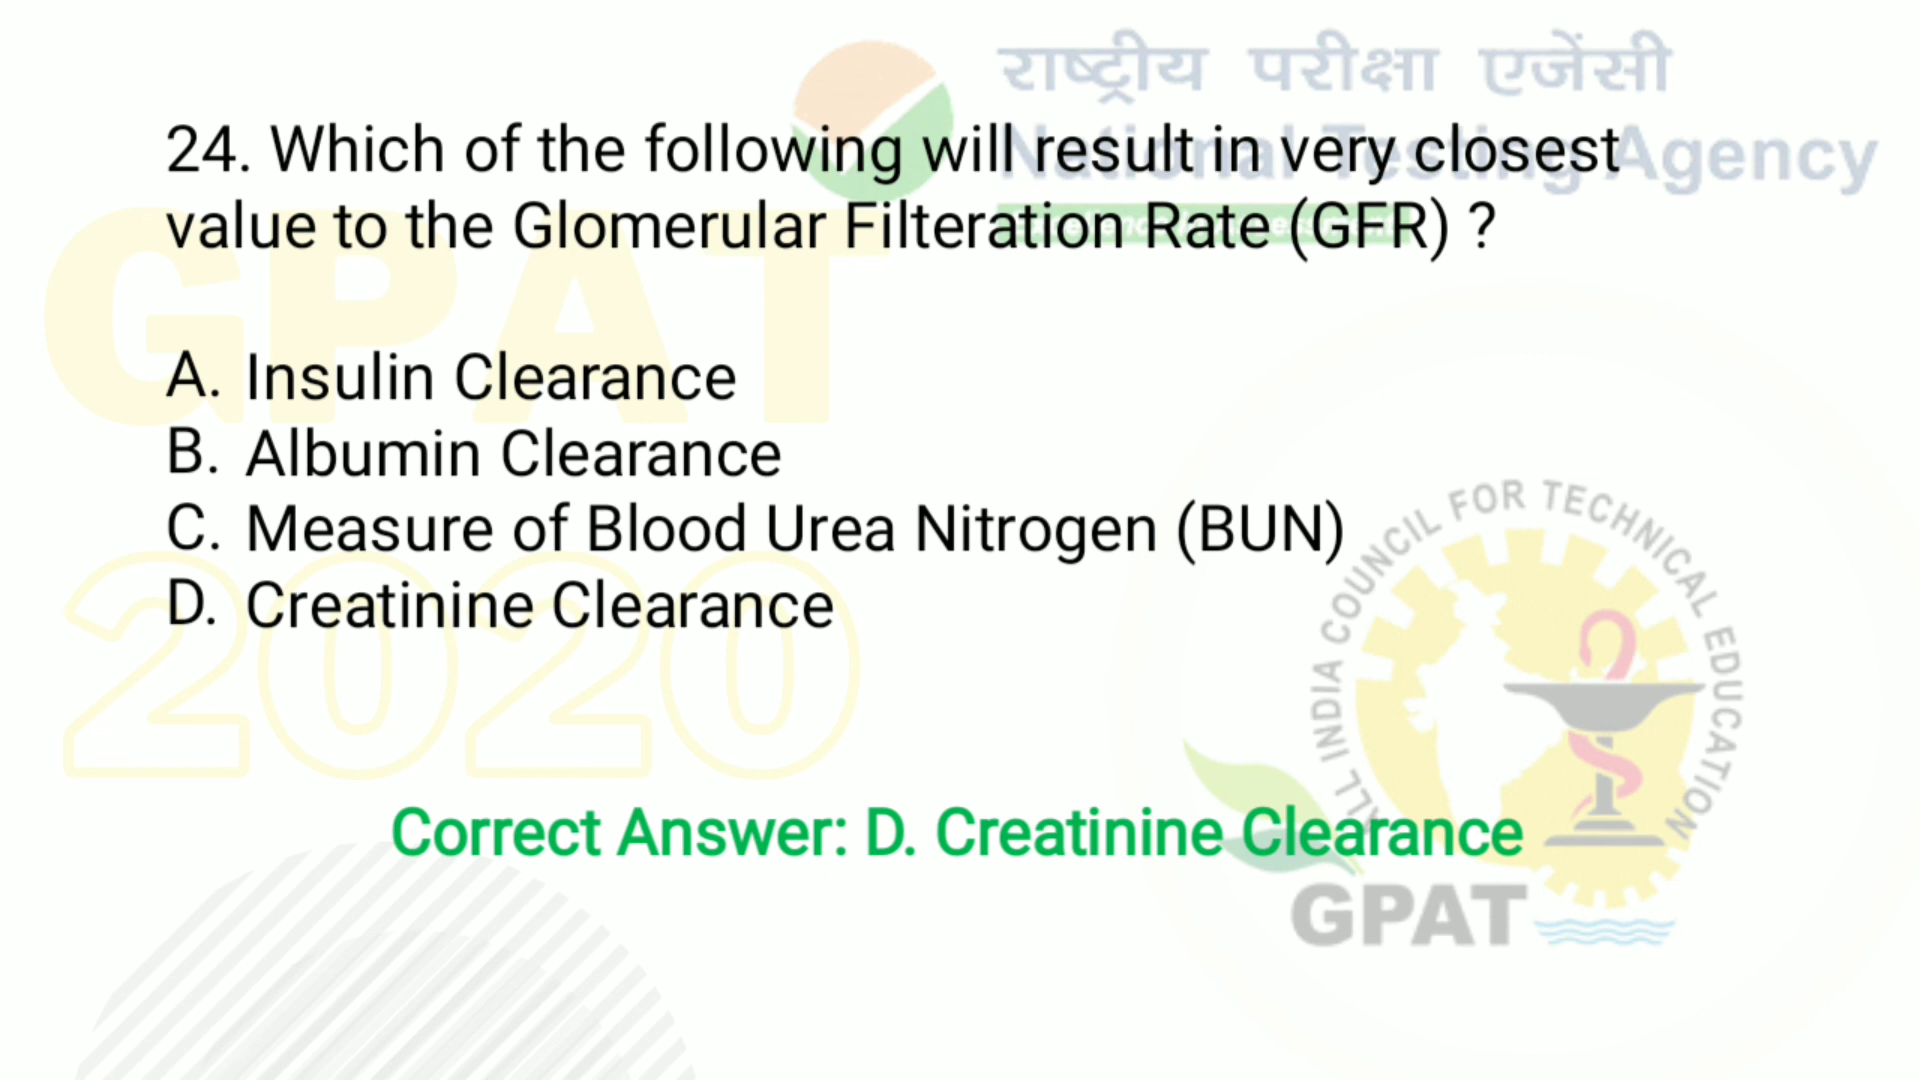 राष्ट्रीय परीक्षा एजेंसी
National Testing Agency
24. Which of the following will result in very closest
value to the Glomerular Filteration Rate (GFR) ?
GPAT
A. Insulin Clearance
B. Albumin Clearance
C. Measure of Blood Urea Nitrogen (BUN)
D. Creatinine Clearance
2020
ALL INDIA COUNCIL FOR TECHNICAL EDUCATION
Correct Answer: D. Creatinine Clearance
GPAT